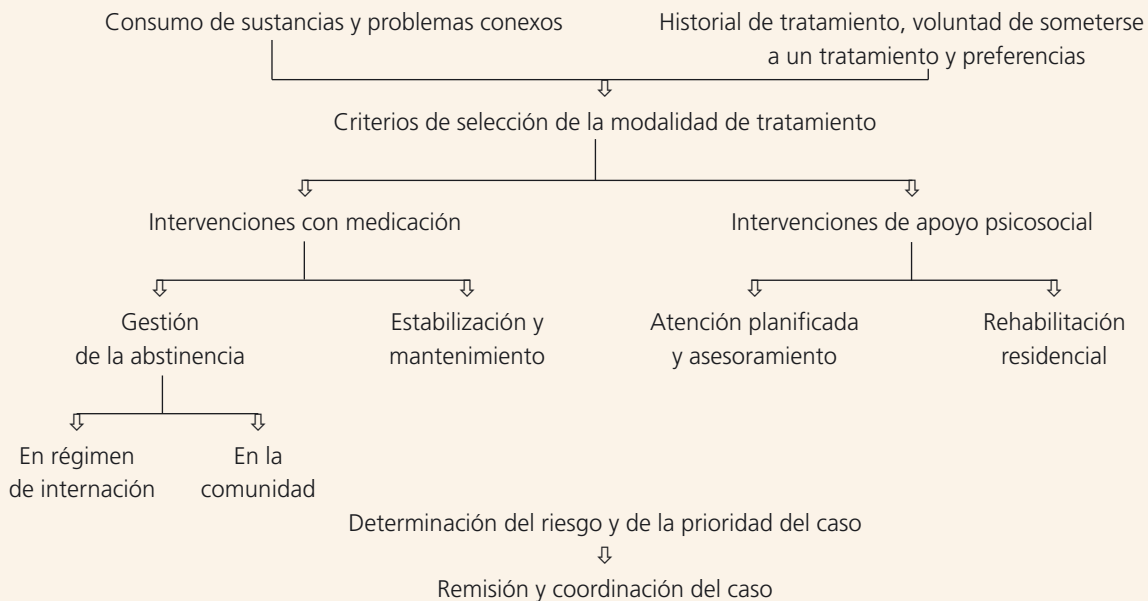 Consumo de sustancias y problemas conexos
Historial de tratamiento, voluntad de someterse
a un tratamiento y preferencias
Criterios de selección de la modalidad de tratamiento
Intervenciones con medicación
Intervenciones de apoyo psicosocial
Gestión
de la abstinencia
Estabilización y
mantenimiento
Atención planificada
y asesoramiento
Rehabilitación
residencial
En régimen
de internación
En la
comunidad
Determinación del riesgo y de la prioridad del caso
Remisión y coordinación del caso